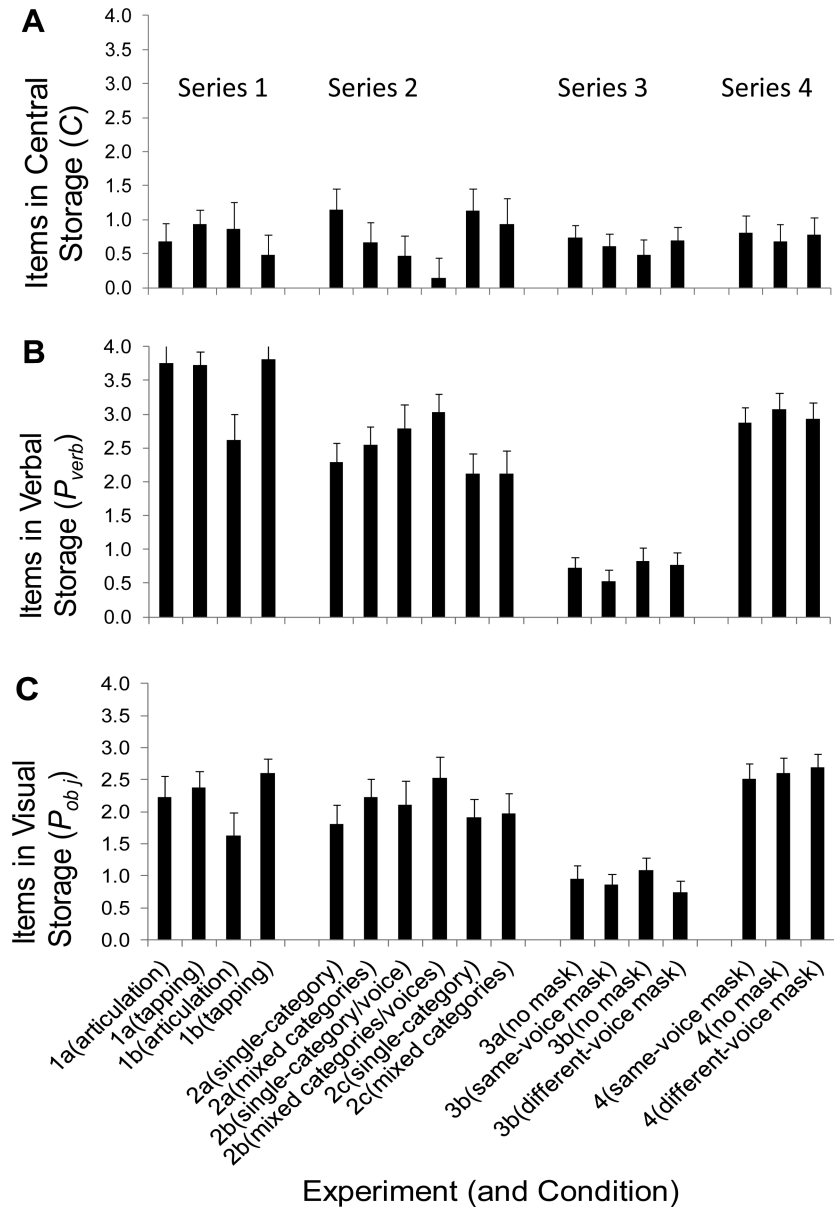 A
Items in Central
Storage (C)
4.0
3.5
3.0
2.5
2.0
1.5
1.0
0.5
0.0
Series 1
Series 2
Series 3
Series 4
B
Items in Verbal
Storage (Pverb)
4.0
3.5
3.0
2.5
2.0
1.5
1.0
0.5
0.0
C
Items in Visual
Storage (Pob j)
4.0
3.5
3.0
2.5
2.0
1.5
1.0
0.5
0.0
1a(articulation)
1a(tapping)
1b(articulation)
1b(tapping)
2a(single-category)
2a(mixed categories)
2b(single-category/voice)
2b(mixed categories/voices)
2c(single-category)
2c(mixed categories)
3a(no mask)
3b(same-voice mask)
3b(no mask)
3b(different-voice mask)
4(same-voice mask)
4(no mask)
4(different-voice mask)
Experiment (and Condition)